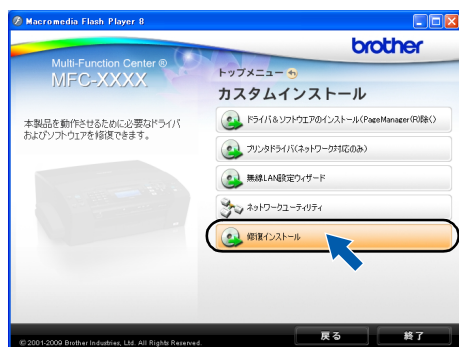 Macromedia Flash Player 8
brother
Multi-Function Center ®
MFC-XXXX
トップメニュー
カスタムインストール
本製品を動作させるために必要なドライバ
およびソフトウェアを修復できます。
ドライバ&ソフトウェアのインストール(PageManager(R)除く)
プリンタドライバ(ネットワーク対応のみ)
無線LAN設定ウィザード
ネットワークユーティリティ
修復インストール
戻る
終了
© 2001-2009 Brother Industries, Ltd. All Rights Reserved.